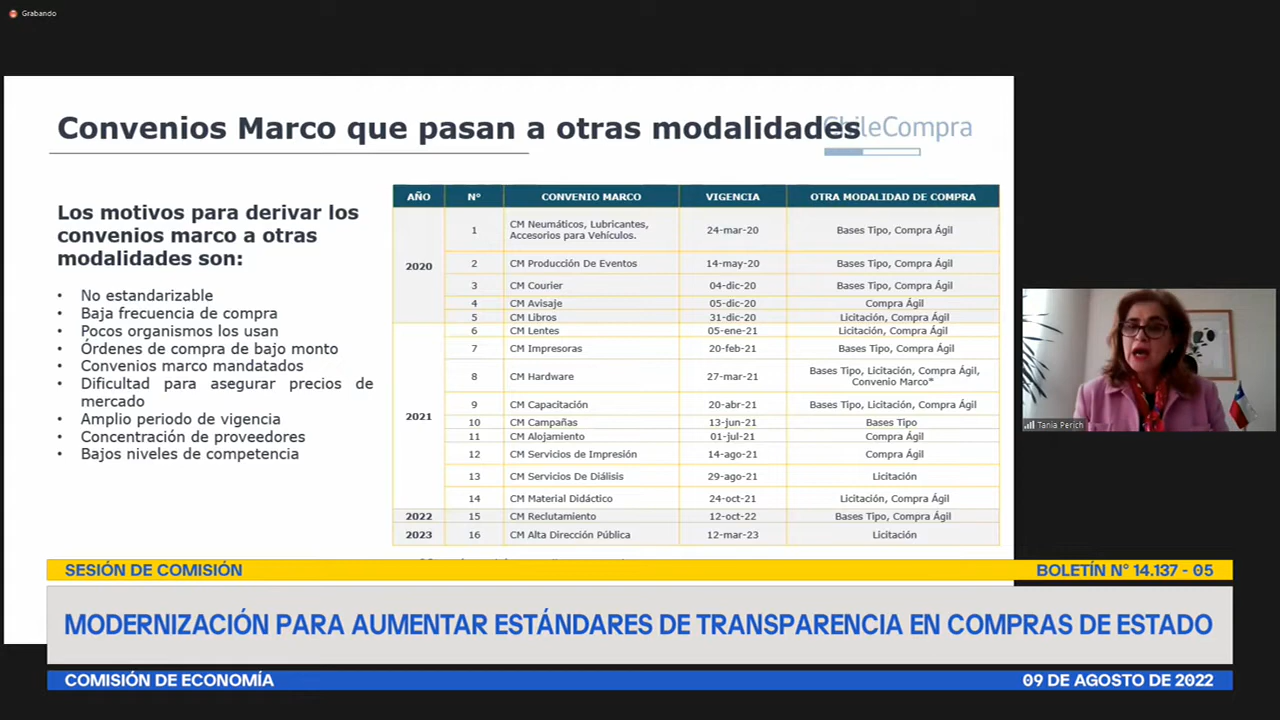 Grabando
Convenios Marco que pasan a otras modalidades
ChileCompra
Los motivos para derivar los
convenios marco a otras
modalidades son:
• No estandarizable
• Baja frecuencia de compra
• Pocos organismos los usan
• Órdenes de compra de bajo monto
• Convenios marco mandatados
• Dificultad para asegurar precios de
mercado
• Amplio periodo de vigencia
• Concentración de proveedores
• Bajos niveles de competencia
AÑO N° CONVENIO MARCO VIGENCIA OTRA MODALIDAD DE COMPRA
2020
1 CM Neumáticos, Lubricantes,
Accesorios para Vehículos. 24-mar-20 Bases Tipo, Compra Ágil
2 CM Producción De Eventos 14-may-20 Bases Tipo, Compra Ágil
3 CM Courier 04-dic-20 Bases Tipo, Compra Ágil
4 CM Avisaje 05-dic-20 Compra Ágil
5 CM Libros 31-dic-20 Licitación, Compra Ágil
2021
6 CM Lentes 05-ene-21 Licitación, Compra Ágil
7 CM Impresoras 20-feb-21 Bases Tipo, Compra Ágil
8 CM Hardware 27-mar-21 Bases Tipo, Licitación, Compra Ágil,
Convenio Marco*
9 CM Capacitación 20-abr-21 Bases Tipo, Licitación, Compra Ágil
10 CM Campañas 13-jun-21 Bases Tipo
11 CM Alojamiento 01-jul-21 Compra Ágil
12 CM Servicios de Impresión 14-ago-21 Compra Ágil
13 CM Servicios De Diálisis 29-ago-21 Licitación
14 CM Material Didáctico 24-oct-21 Licitación, Compra Ágil
2022 15 CM Reclutamiento 12-oct-22 Bases Tipo, Compra Ágil
2023 16 CM Alta Dirección Pública 12-mar-23 Licitación
Tania Perich
SESIÓN DE COMISIÓN
BOLETÍN N° 14.137 - 05
MODERNIZACIÓN PARA AUMENTAR ESTÁNDARES DE TRANSPARENCIA EN COMPRAS DE ESTADO
COMISIÓN DE ECONOMÍA
09 DE AGOSTO DE 2022